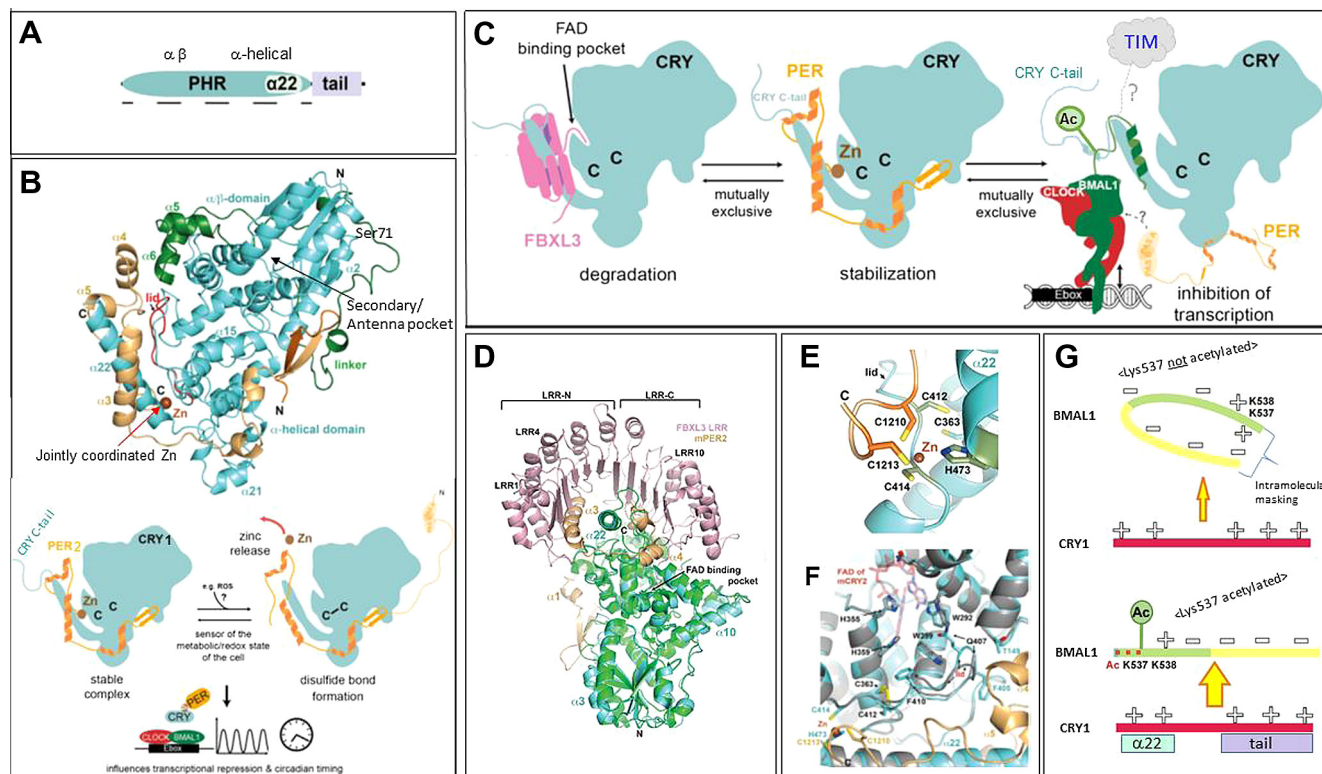 A
α β
α-helical
PHR
α22
tail
B
N
α/β-domain
α5
α4
α6
Ser71
α2
Secondary/
Antenna pocket
α5
C
lid
α15
α22
linker
C
α3
Zn
N
α-helical domain
Jointly coordinated Zn
α21
CRY C-tail
PER2
CRY1
Zn
C C
stable
complex
zinc
release
Zn
e.g. ROS
?
sensor of the
metabolic/redox state
of the cell
N
C-C
disulfide bond
formation
PER
CRY
CLOCK
BMAL1
Ebox
influences transcriptional repression & circadian timing
C
FAD
binding pocket
CRY
C
C
FBXL3
degradation
mutually
exclusive
PER
CRY C-tail
CRY
Zn
C
C
stabilization
mutually
exclusive
TIM
CRY C-tail
?
Ac
CRY
C
C
BMAL1
CLOCK
?
PER
Ebox
inhibition of
transcription
D
LRR-N
LRR-C
FBXL3 LRR
mPER2
LRR4
LRR10
LRR1
α3
C
α22
α4
FAD binding
pocket
α1
α10
α3
N
E
α22
lid
C
C412
C1210
C363
Zn
C1213
H473
C414
F
FAD of
mCRY2
H355
W292
W399
Q407
H359
T149
lid
C363
F405
α4
F410
C414
C412
Zn
H473
C1210
α5
C1213
α22
C
G
<Lys537 not acetylated>
BMAL1
K538
K537
Intramolecular
masking
CRY1
<Lys537 acetylated>
Ac
BMAL1
Ac K537 K538
CRY1
α22
tail